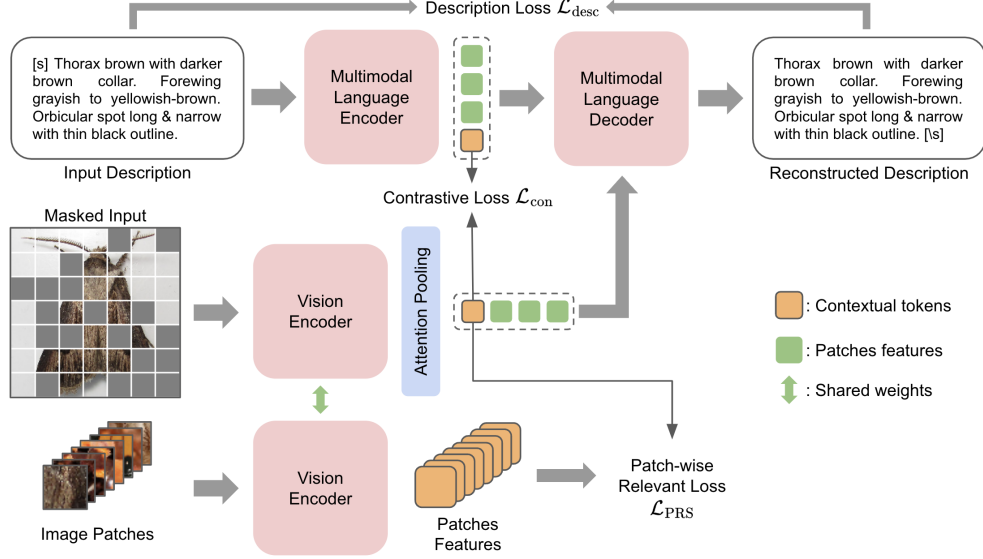 Description Loss ℒdesc
[s] Thorax brown with darker
brown collar. Forewing
grayish to yellowish-brown.
Orbicular spot long & narrow
with thin black outline.
Input Description
Multimodal
Language
Encoder
Multimodal
Language
Decoder
Thorax brown with darker
brown collar. Forewing
grayish to yellowish-brown.
Orbicular spot long & narrow
with thin black outline. [\s]
Reconstructed Description
Contrastive Loss ℒcon
Masked Input
Vision
Encoder
Attention Pooling
: Contextual tokens
: Patches features
: Shared weights
Image Patches
Vision
Encoder
Patches
Features
Patch-wise
Relevant Loss
ℒPRS